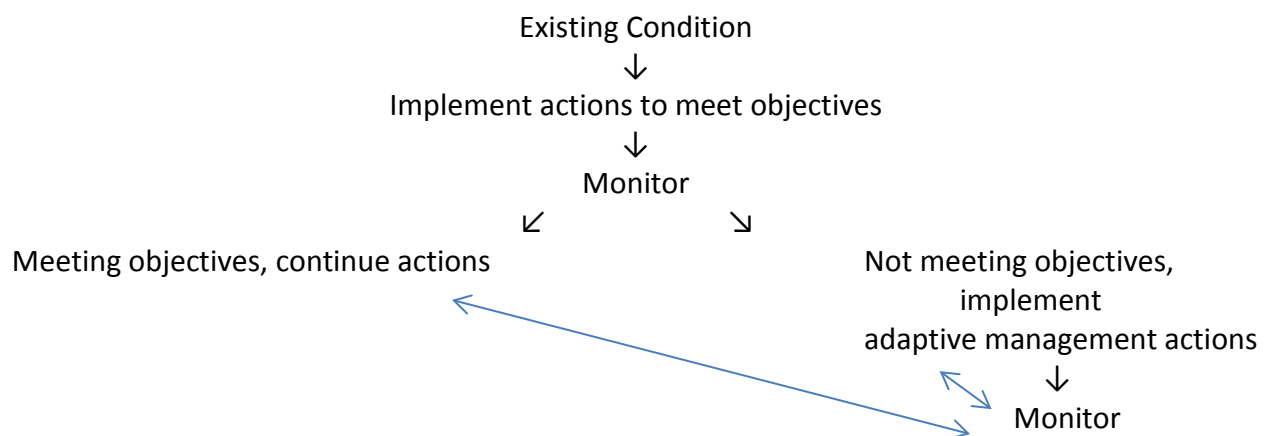 Existing Condition
↓
Implement actions to meet objectives
↓
Monitor
↙ ↘
Meeting objectives, continue actions
Not meeting objectives,
implement
adaptive management actions
↓
Monitor